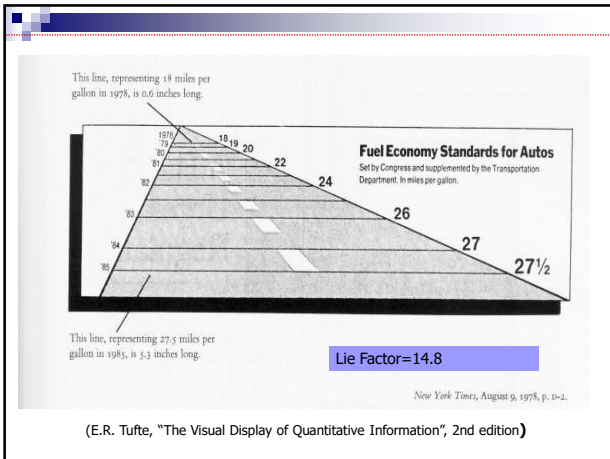 This line, representing 18 miles per
gallon in 1978, is 0.6 inches long.
1978
'79
'80
'81
'82
'83
'84
'85
18
19
20
22
24
26
27
27½
Fuel Economy Standards for Autos
Set by Congress and supplemented by the Transportation
Department. In miles per gallon.
This line, representing 27.5 miles per
gallon in 1985, is 5.3 inches long.
Lie Factor=14.8
New York Times, August 9, 1978, p. D-2.
(E.R. Tufte, "The Visual Display of Quantitative Information", 2nd edition)